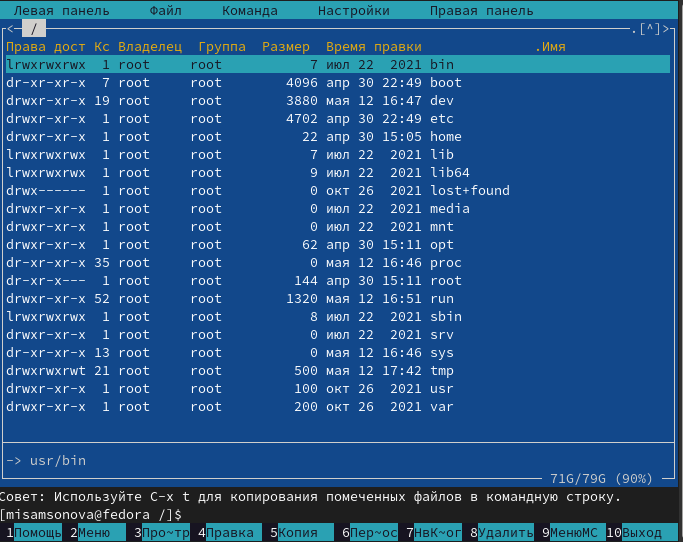 Левая панель Файл Команда Настройки Правая панель
<─ / .[^]>
Права дост Кс Владелец Группа Размер Время правки .Имя
lrwxrwxrwx 1 root root 7 июл 22 2021 bin
dr-xr-xr-x 7 root root 4096 апр 30 22:49 boot
drwxr-xr-x 19 root root 3880 мая 12 16:47 dev
drwxr-xr-x 1 root root 4702 апр 30 22:49 etc
drwxr-xr-x 1 root root 22 апр 30 15:05 home
lrwxrwxrwx 1 root root 7 июл 22 2021 lib
lrwxrwxrwx 1 root root 9 июл 22 2021 lib64
drwx------ 1 root root 0 окт 26 2021 lost+found
drwxr-xr-x 1 root root 0 июл 22 2021 media
drwxr-xr-x 1 root root 0 июл 22 2021 mnt
drwxr-xr-x 1 root root 62 апр 30 15:11 opt
dr-xr-xr-x 35 root root 0 мая 12 16:46 proc
dr-xr-x--- 1 root root 144 апр 30 15:11 root
drwxr-xr-x 52 root root 1320 мая 12 16:51 run
lrwxrwxrwx 1 root root 8 июл 22 2021 sbin
drwxr-xr-x 1 root root 0 июл 22 2021 srv
dr-xr-xr-x 13 root root 0 мая 12 16:46 sys
drwxrwxrwt 21 root root 500 мая 12 17:42 tmp
drwxr-xr-x 1 root root 100 окт 26 2021 usr
drwxr-xr-x 1 root root 200 окт 26 2021 var
-> usr/bin
71G/79G (90%)
Совет: Используйте C-x t для копирования помеченных файлов в командную строку.
[misamsonova@fedora /]$
1Помощь 2Меню 3Про~тр 4Правка 5Копия 6Пер~ос 7НвК~ог 8Удалить 9МенюMC 10Выход